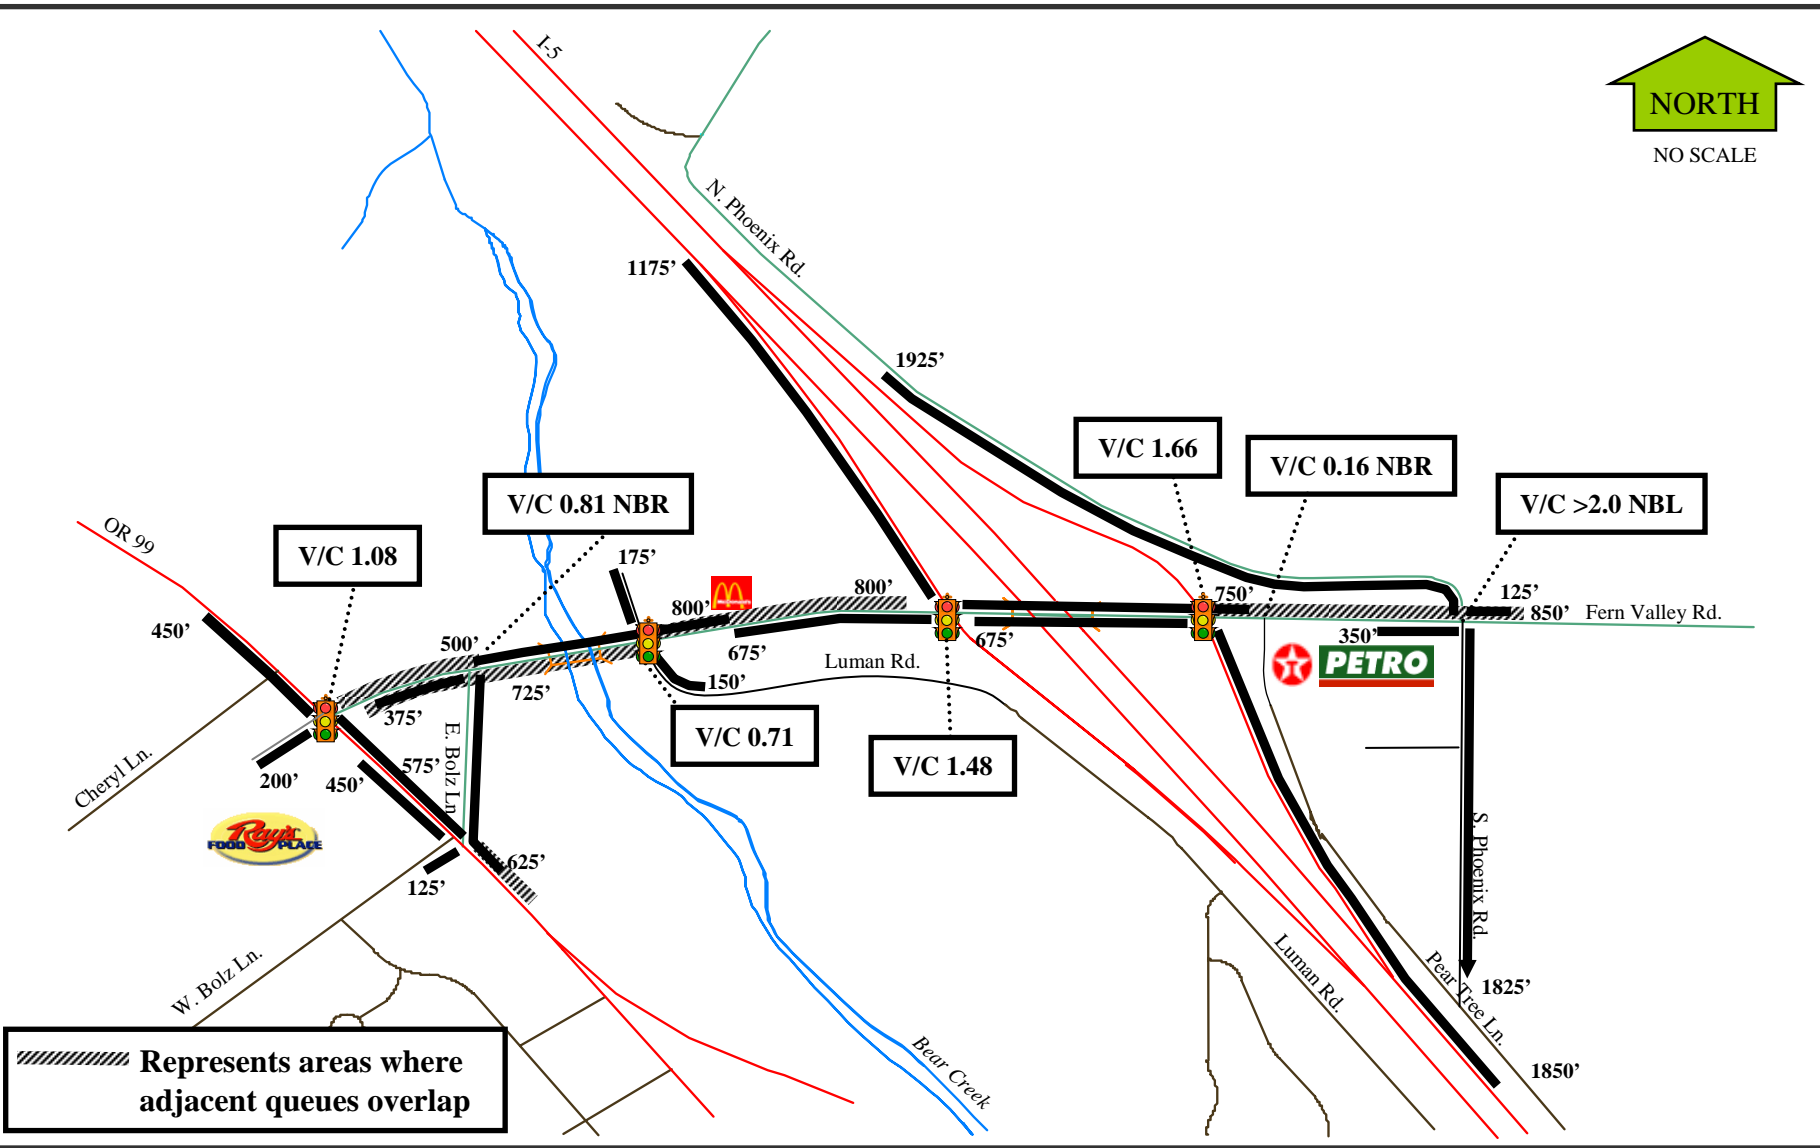 I-5
NORTH
NO SCALE
N. Phoenix Rd.
1175’
1925’
V/C 1.66
V/C 0.16 NBR
V/C >2.0 NBL
V/C 0.81 NBR
OR 99
V/C 1.08
175’
800’
800’
750’
125’
850’
Fern Valley Rd.
450’
500’
675’
675’
350’
PETRO
Luman Rd.
725’
150’
375’
V/C 0.71
V/C 1.48
E. Bolz Ln
Cheryl Ln.
200’
450’
575’
Ray's
FOOD PLACE
625’
125’
S. Phoenix Rd.
W. Bolz Ln.
Luman Rd.
Pear Tree Ln.
1825’
Bear Creek
1850’
Represents areas where
adjacent queues overlap